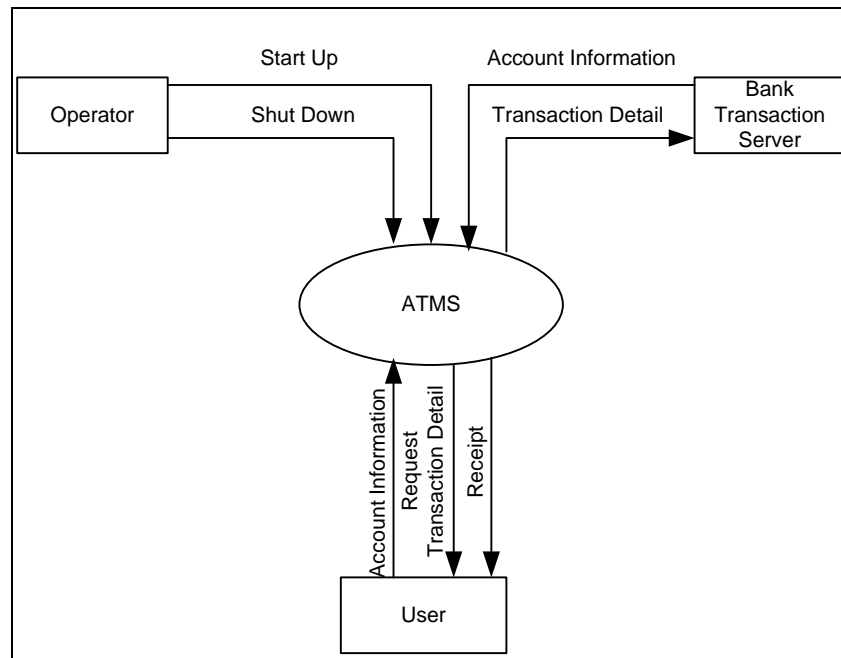 Start Up
Account Information
Operator
Shut Down
Transaction Detail
Bank
Transaction
Server
ATMS
Account Information
Request
Transaction Detail
Receipt
User